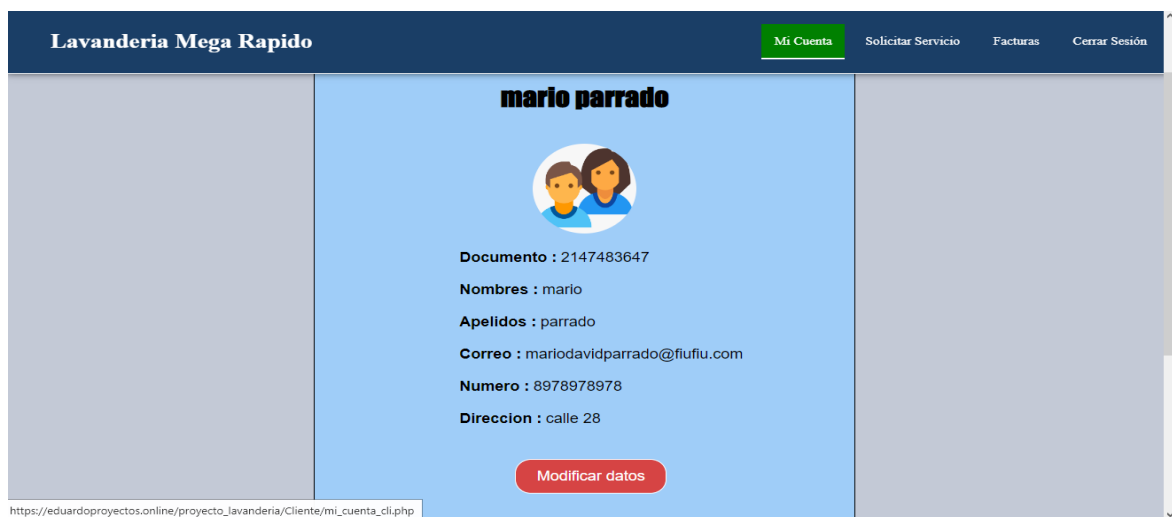 Lavanderia Mega Rapido
Mi Cuenta Solicitar Servicio Facturas Cerrar Sesión
mario parrado
Documento : 2147483647
Nombres : mario
Apelidos : parrado
Correo : mariodavidparrado@fiufiu.com
Numero : 8978978978
Direccion : calle 28
Modificar datos
https://eduardoproyectos.online/proyecto_lavanderia/Cliente/mi_cuenta_cli.php